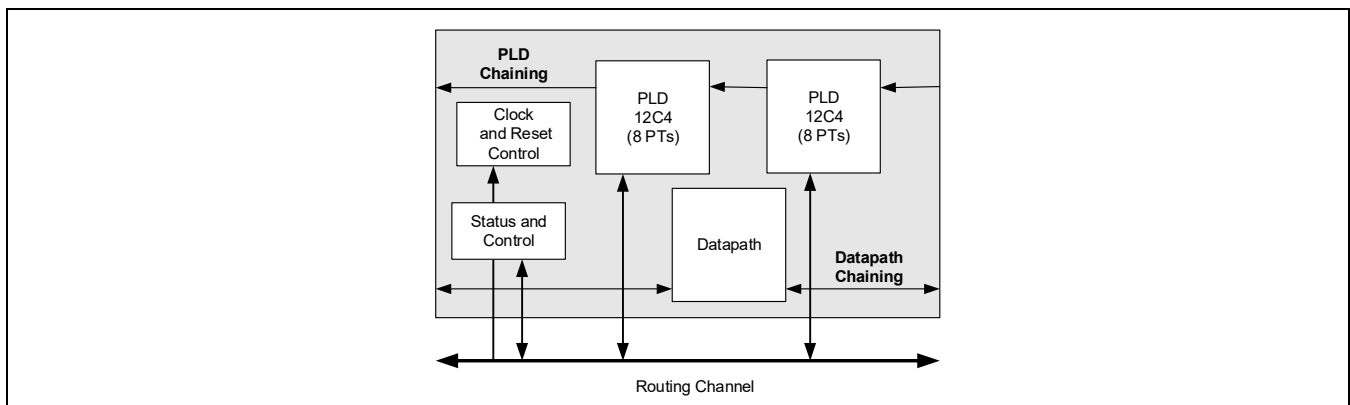 PLD
Chaining
PLD
12C4
(8 PTs)
PLD
12C4
(8 PTs)
Clock
and Reset
Control
Status and
Control
Datapath
Datapath
Chaining
Routing Channel